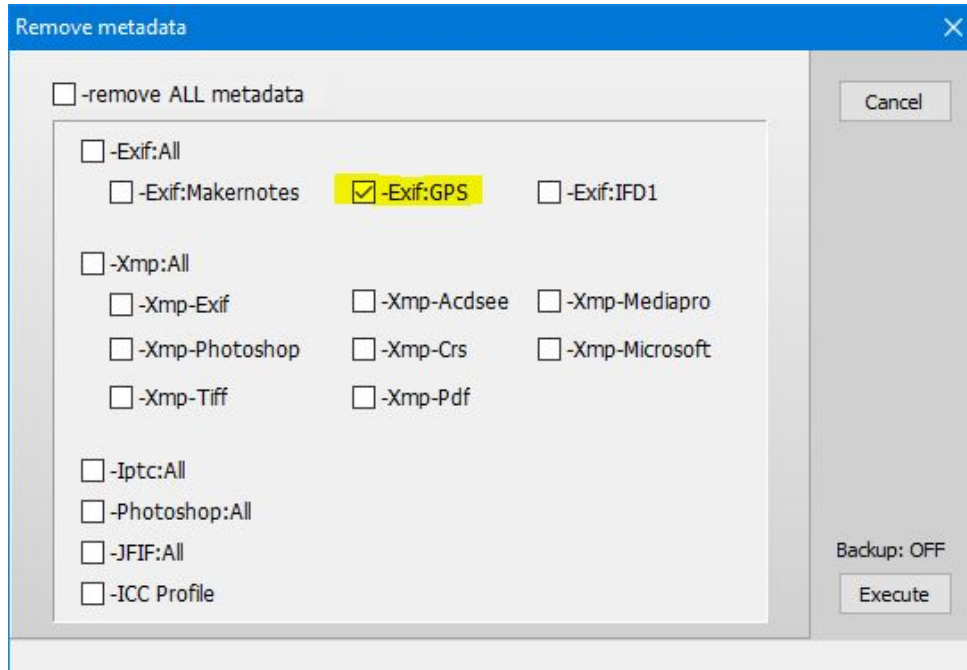 Remove metadata
-remove ALL metadata
Cancel
-Exif:All
-Exif:Makernotes -Exif:GPS -Exif:IFD1
-Xmp:All
-Xmp-Exif -Xmp-Acdsee -Xmp-Mediapro
-Xmp-Photoshop -Xmp-Crs -Xmp-Microsoft
-Xmp-Tiff -Xmp-Pdf
-Iptc:All
-Photoshop:All
-JFIF:All
-ICC Profile
Backup: OFF
Execute